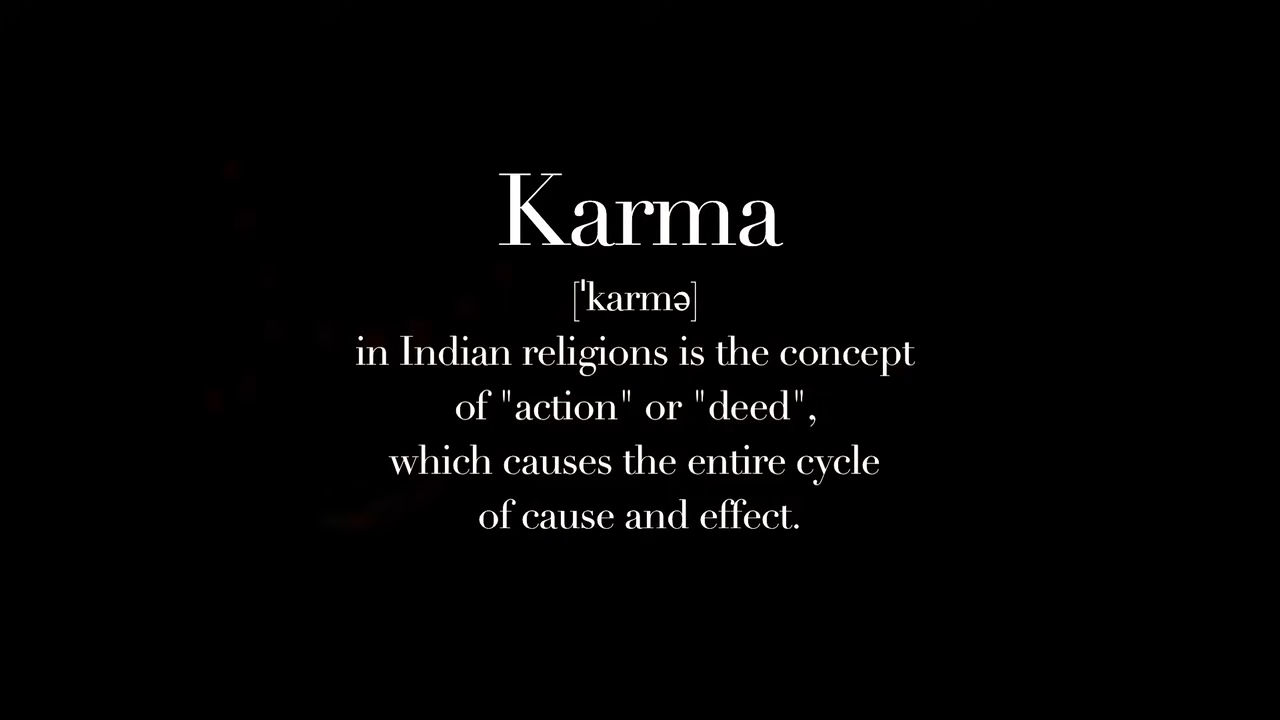 Karma
['karmə]
in Indian religions is the concept
of "action" or "deed",
which causes the entire cycle
of cause and effect.